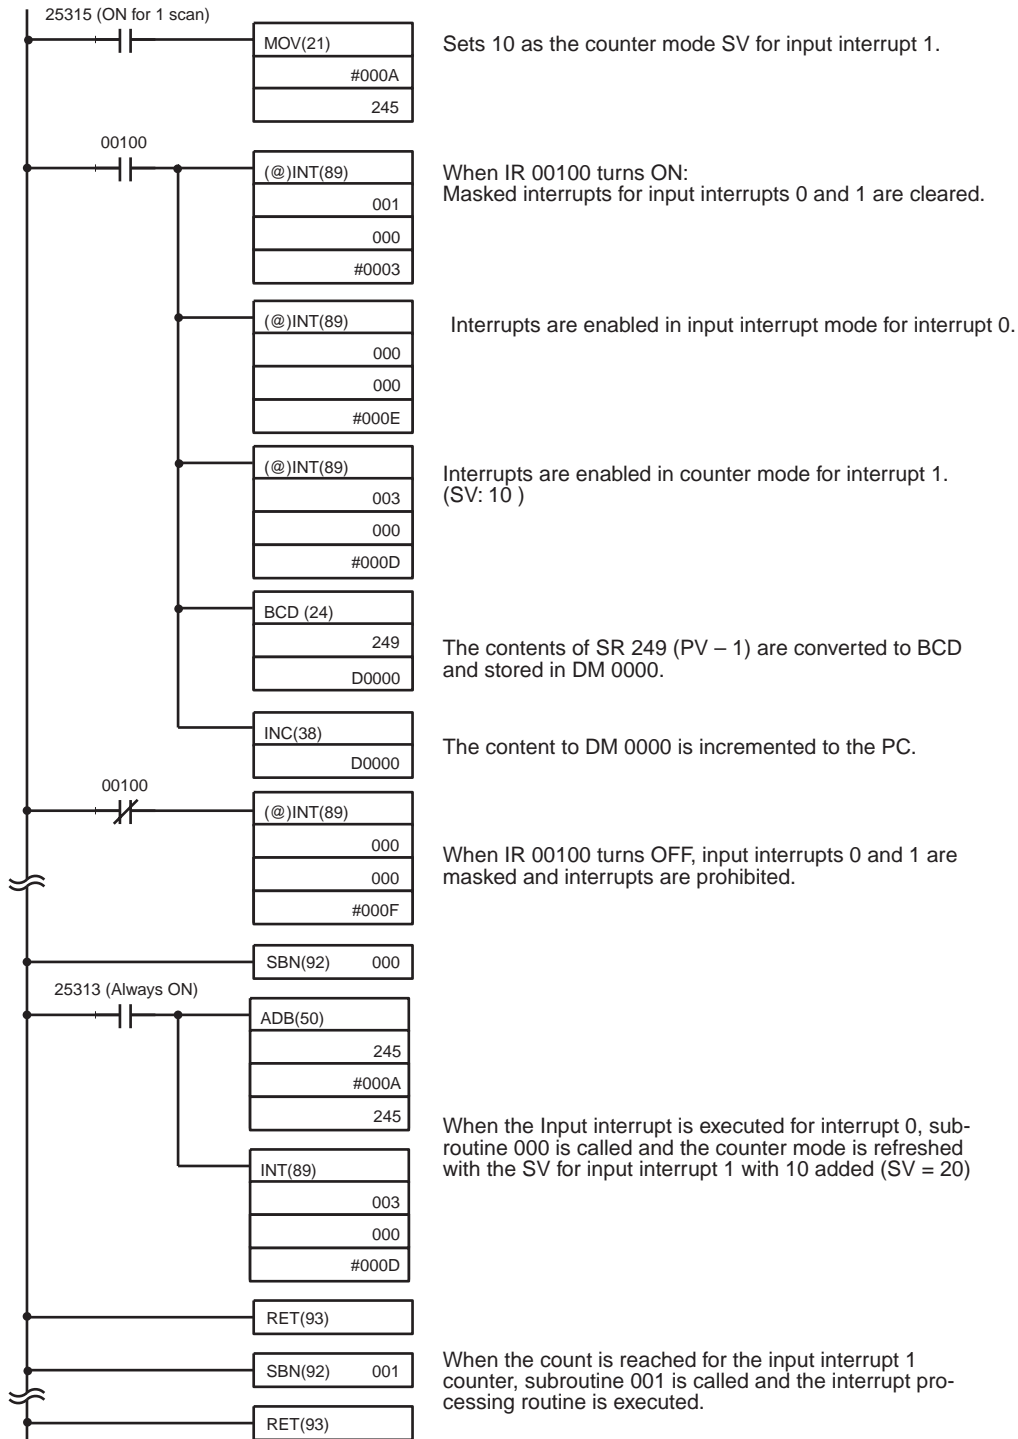 25315 (ON for 1 scan)
MOV(21)
#000A
245
Sets 10 as the counter mode SV for input interrupt 1.
00100
(@)INT(89)
001
000
#0003
When IR 00100 turns ON:
Masked interrupts for input interrupts 0 and 1 are cleared.
(@)INT(89)
000
000
#000E
Interrupts are enabled in input interrupt mode for interrupt 0.
(@)INT(89)
003
000
#000D
Interrupts are enabled in counter mode for interrupt 1.
(SV: 10 )
BCD (24)
249
D0000
The contents of SR 249 (PV – 1) are converted to BCD
and stored in DM 0000.
INC(38)
D0000
The content to DM 0000 is incremented to the PC.
00100
(@)INT(89)
000
000
#000F
When IR 00100 turns OFF, input interrupts 0 and 1 are
masked and interrupts are prohibited.
SBN(92) 000
25313 (Always ON)
ADB(50)
245
#000A
245
INT(89)
003
000
#000D
When the Input interrupt is executed for interrupt 0, sub-
routine 000 is called and the counter mode is refreshed
with the SV for input interrupt 1 with 10 added (SV = 20)
RET(93)
SBN(92) 001
When the count is reached for the input interrupt 1
counter, subroutine 001 is called and the interrupt pro-
cessing routine is executed.
RET(93)